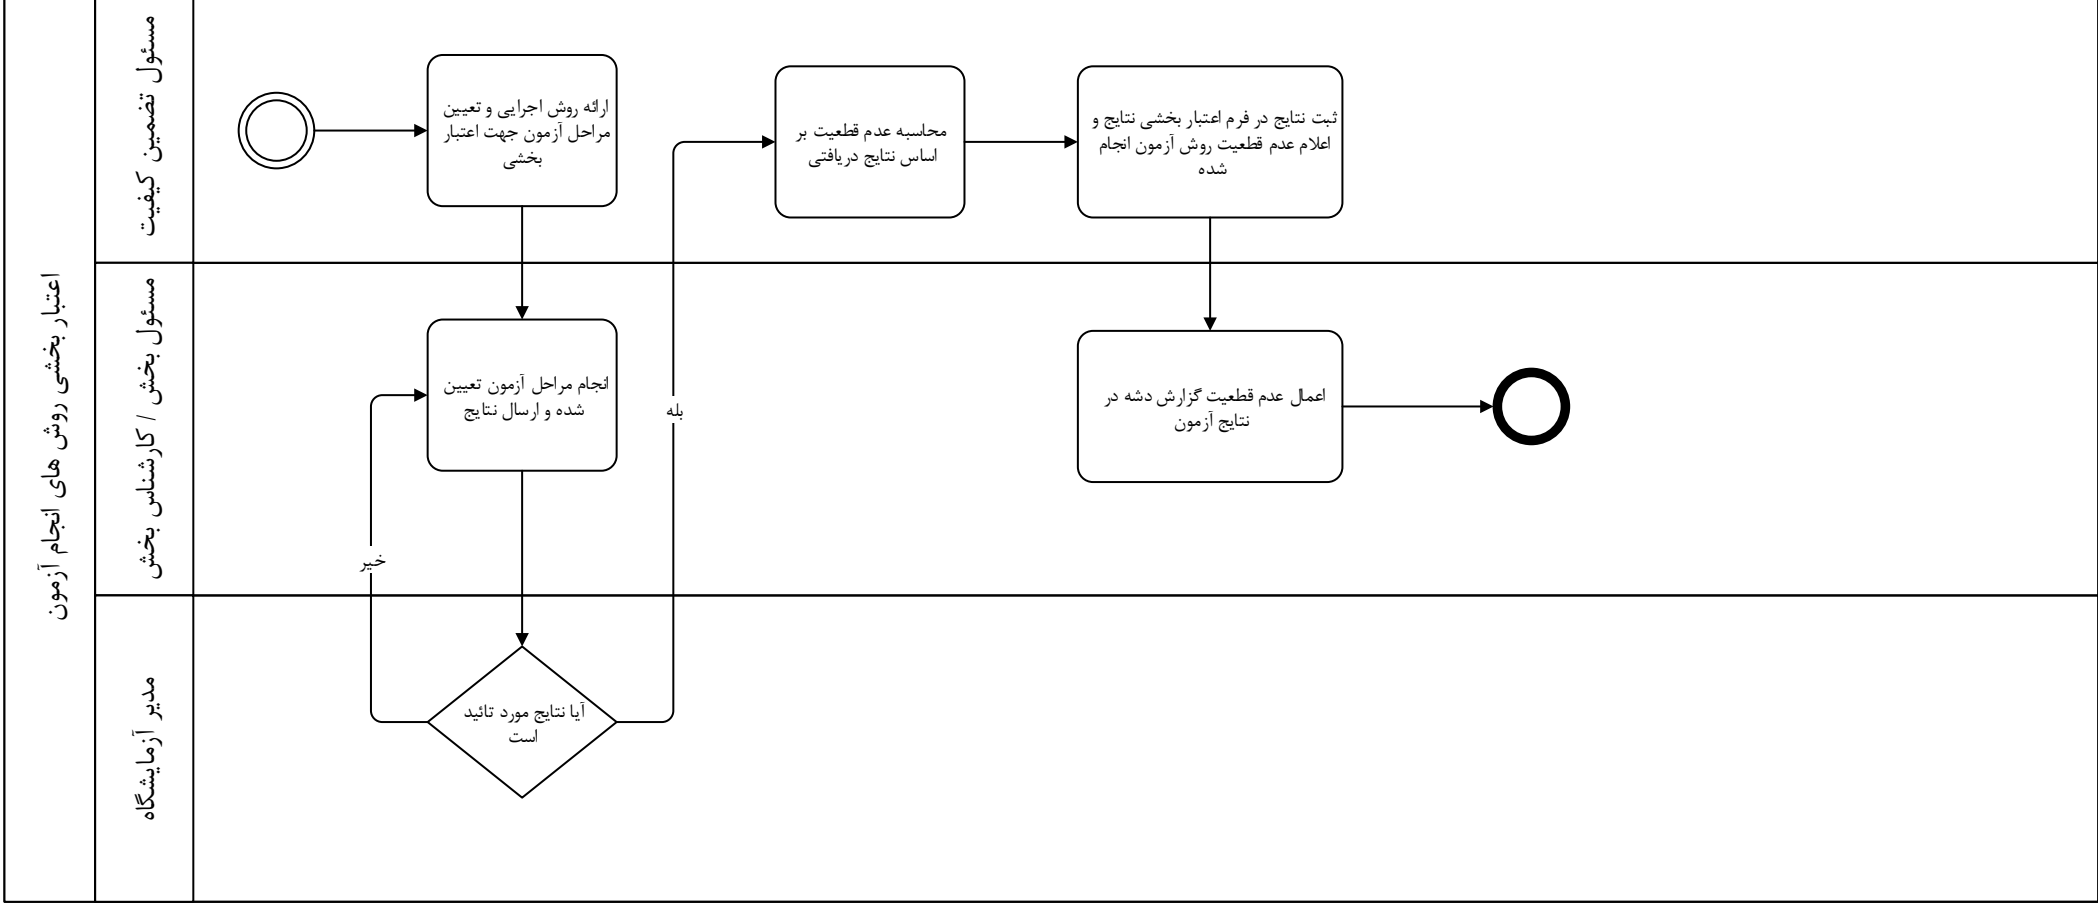 اعتبار بخشی روش های انجام آزمون
مسئول تضمین کیفیت
ارائه روش اجرایی و تعیین
مراحل آزمون جهت اعتبار
بخشی
محاسبه عدم قطعیت بر
اساس نتایج دریافتی
ثبت نتایج در فرم اعتبار بخشی نتایج و
اعلام عدم قطعیت روش آزمون انجام
شده
مسئول بخش / کارشناس بخش
انجام مراحل آزمون تعیین
شده و ارسال نتایج
بله
اعمال عدم قطعیت گزارش دشه در
نتایج آزمون
خیر
مدیر آزمایشگاه
آیا نتایج مورد تائید
است